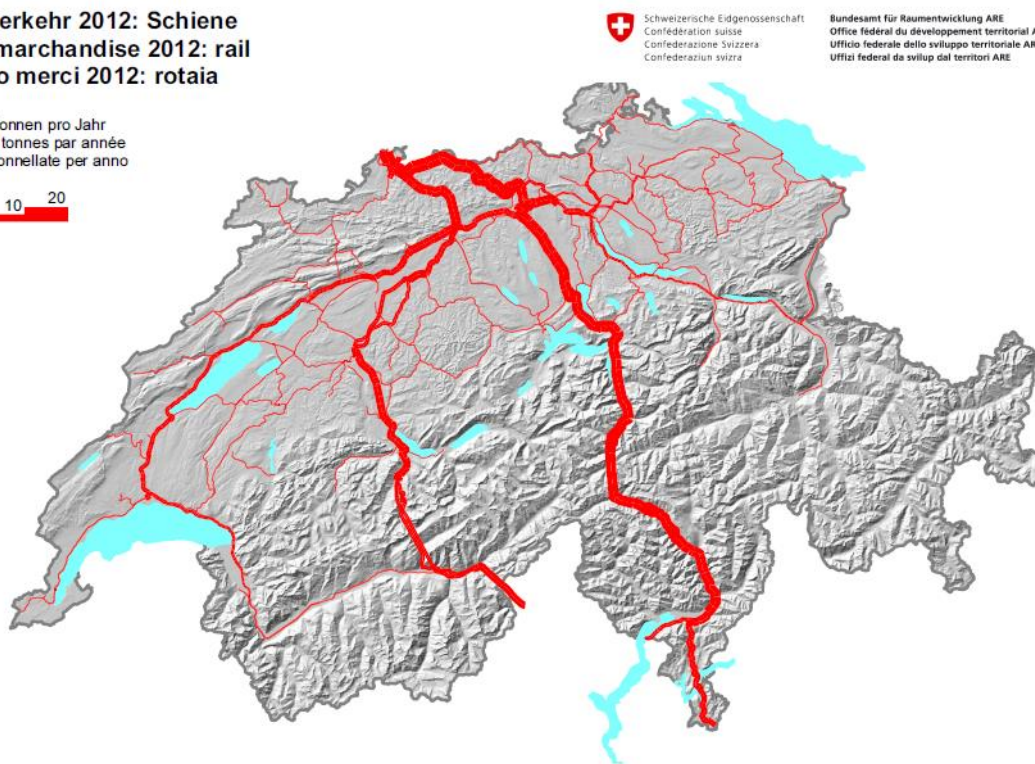 erkehr 2012: Schiene
marchandise 2012: rail
o merci 2012: rotaia
onnen pro Jahr
tonnes par année
onnellate per anno
10 20
Schweizerische Eidgenossenschaft
Confédération suisse
Confederazione Svizzera
Confederaziun svizra
Bundesamt für Raumentwicklung ARE
Office fédéral du développement territorial A
Ufficio federale dello sviluppo territoriale AR
Uffizi federal da svilup dal territori ARE